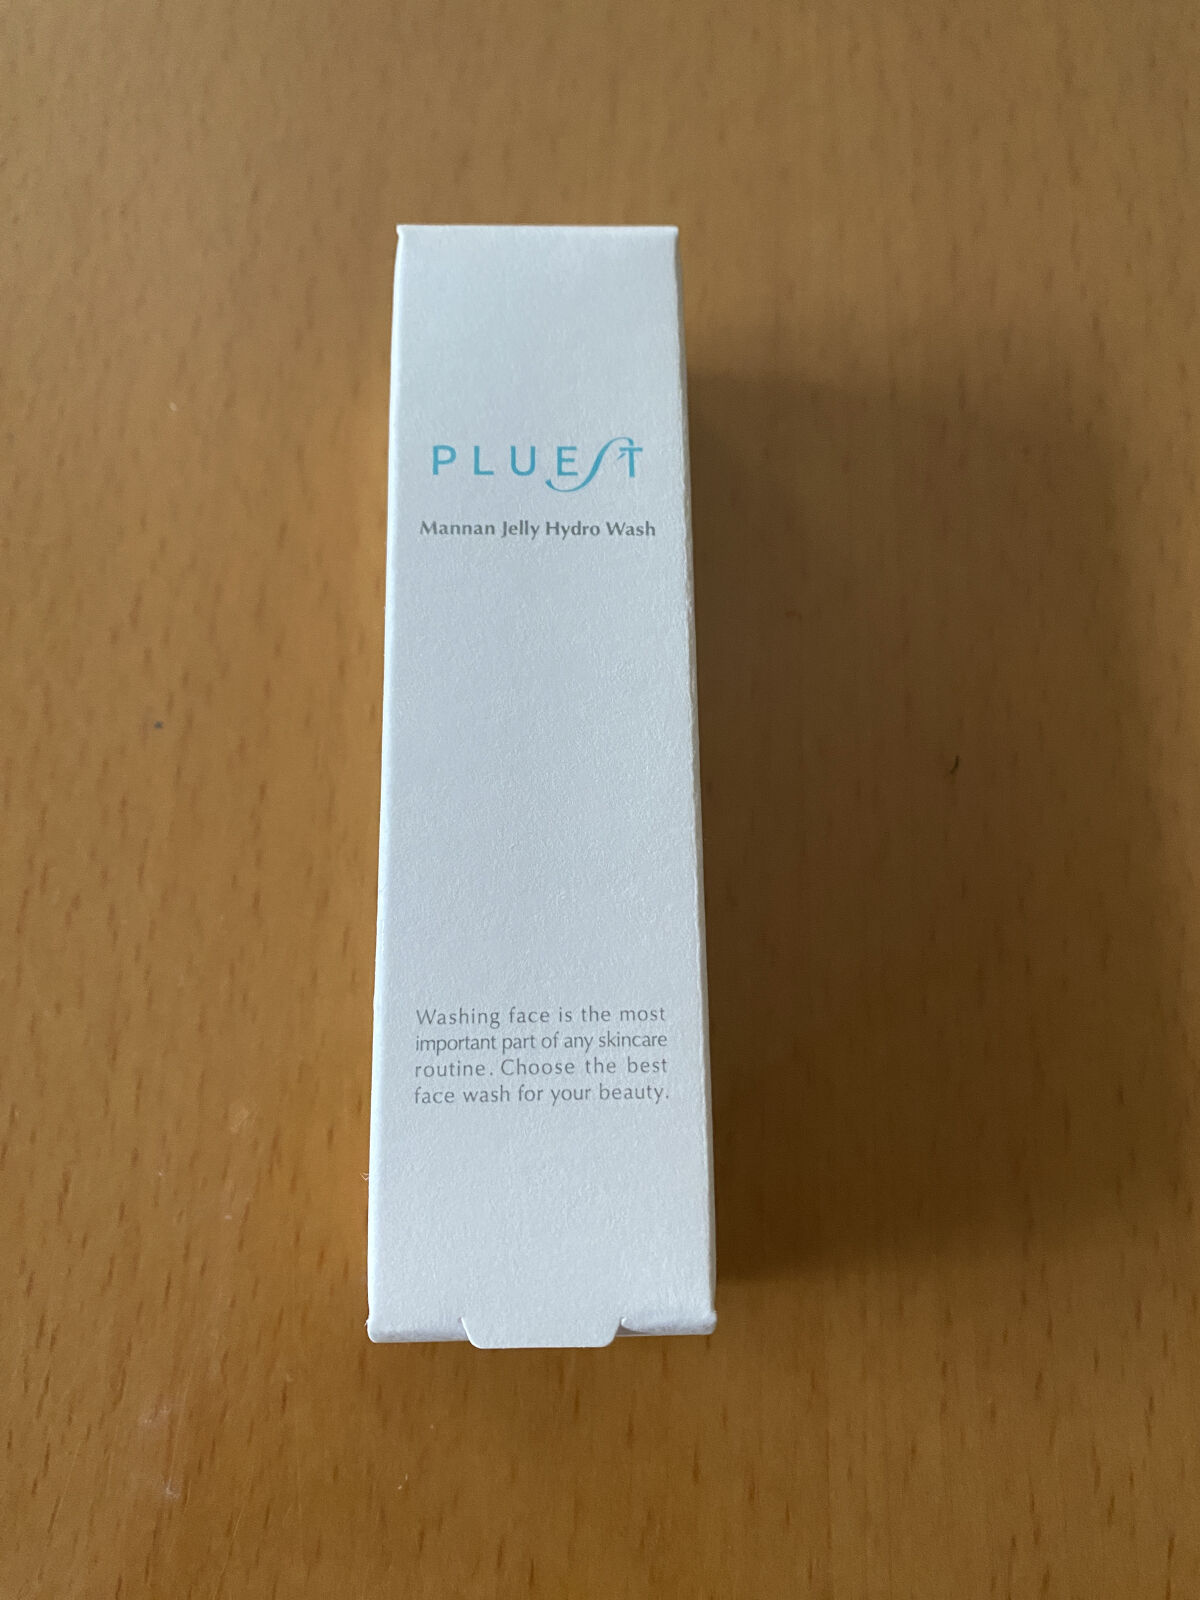 PLUEST
Mannan Jelly Hydro Wash
Washing face is the most
important part of any skincare
routine. Choose the best
face wash for your beauty.